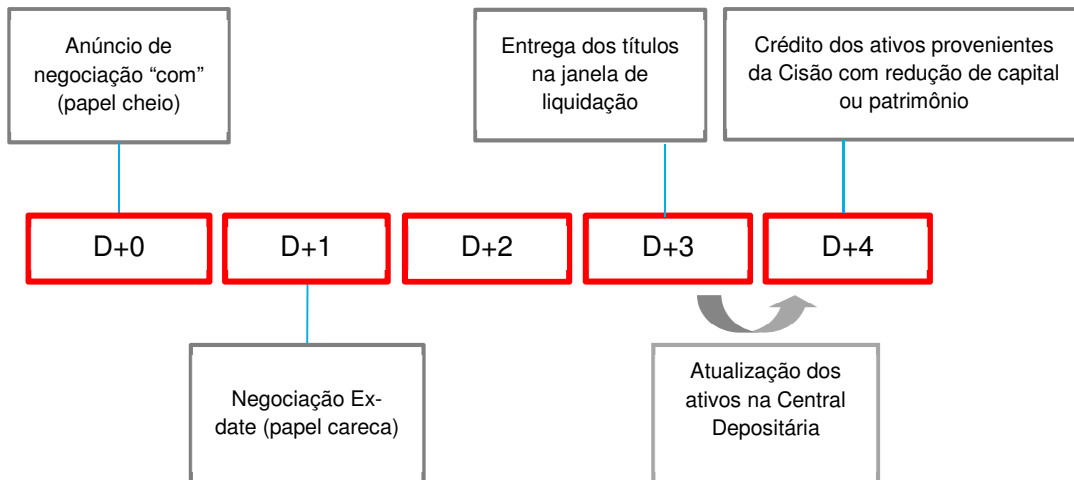 Anúncio de
negociação “com”
(papel cheio)
Entrega dos títulos
na janela de
liquidação
Crédito dos ativos provenientes
da Cisão com redução de capital
ou patrimônio
D+0
D+1
D+2
D+3
D+4
Negociação Ex-
date (papel careca)
Atualização dos
ativos na Central
Depositária